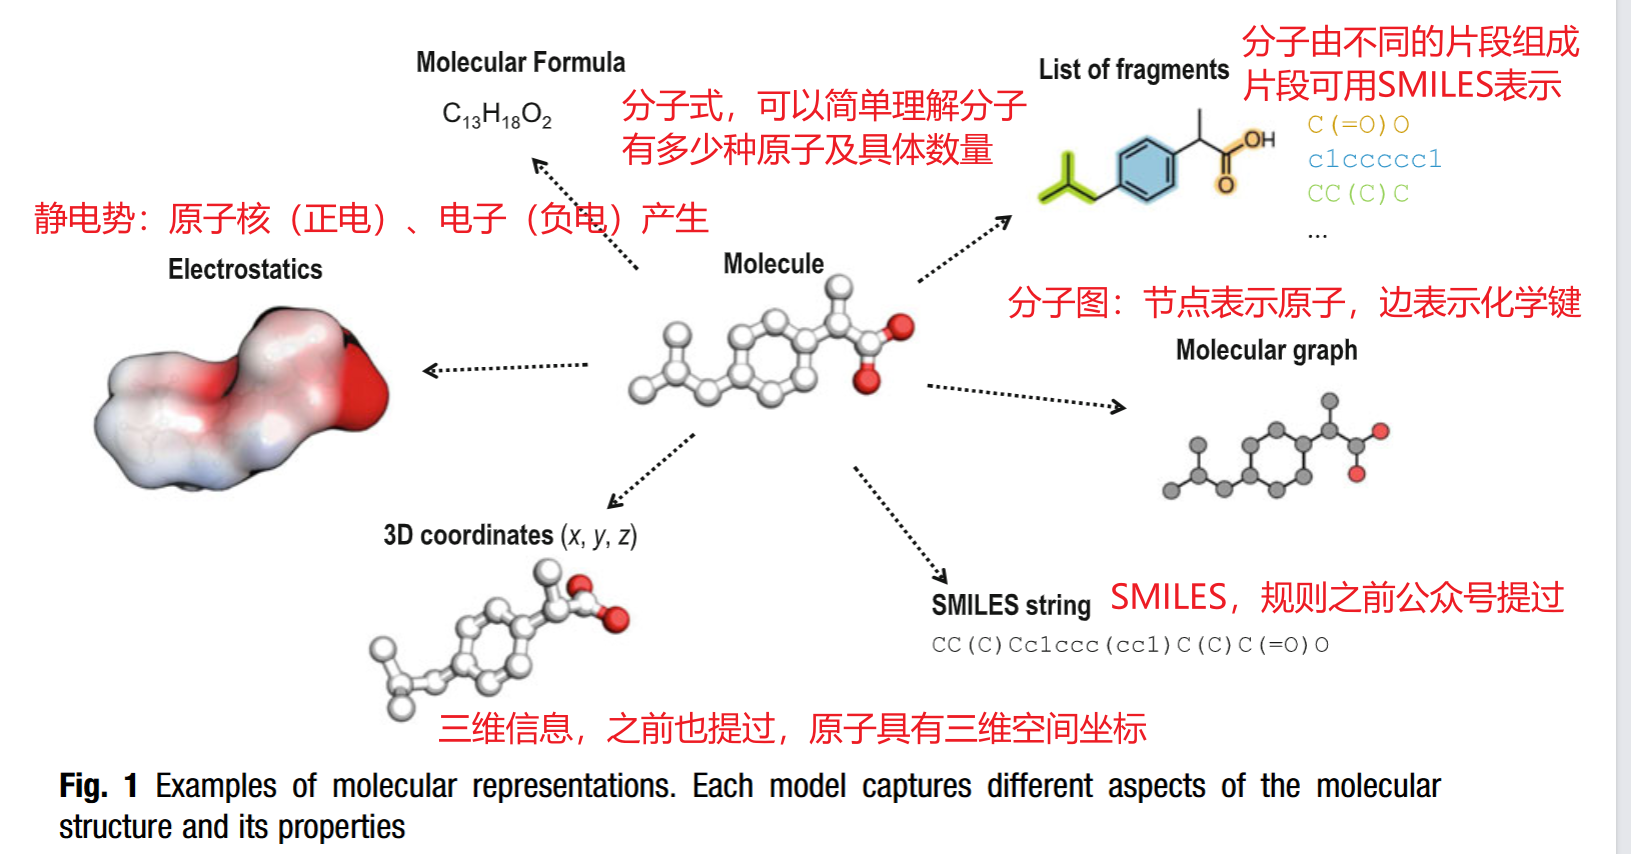 Molecular Formula
C₁₃H₁₈O₂
分子式，可以简单理解分子
有多少种原子及具体数量
List of fragments
分子由不同的片段组成
片段可用SMILES表示
OH
O
C(=O)O
c1ccccc1
CC(C)C
...
静电势：原子核（正电）、电子（负电）产生
Electrostatics
Molecule
分子图：节点表示原子，边表示化学键
Molecular graph
3D coordinates (x, y, z)
三维信息，之前也提过，原子具有三维空间坐标
SMILES string
SMILES，规则之前公众号提过
CC(C)Cc1ccc(cc1)C(C)C(=O)O
Fig. 1 Examples of molecular representations. Each model captures different aspects of the molecular
structure and its properties